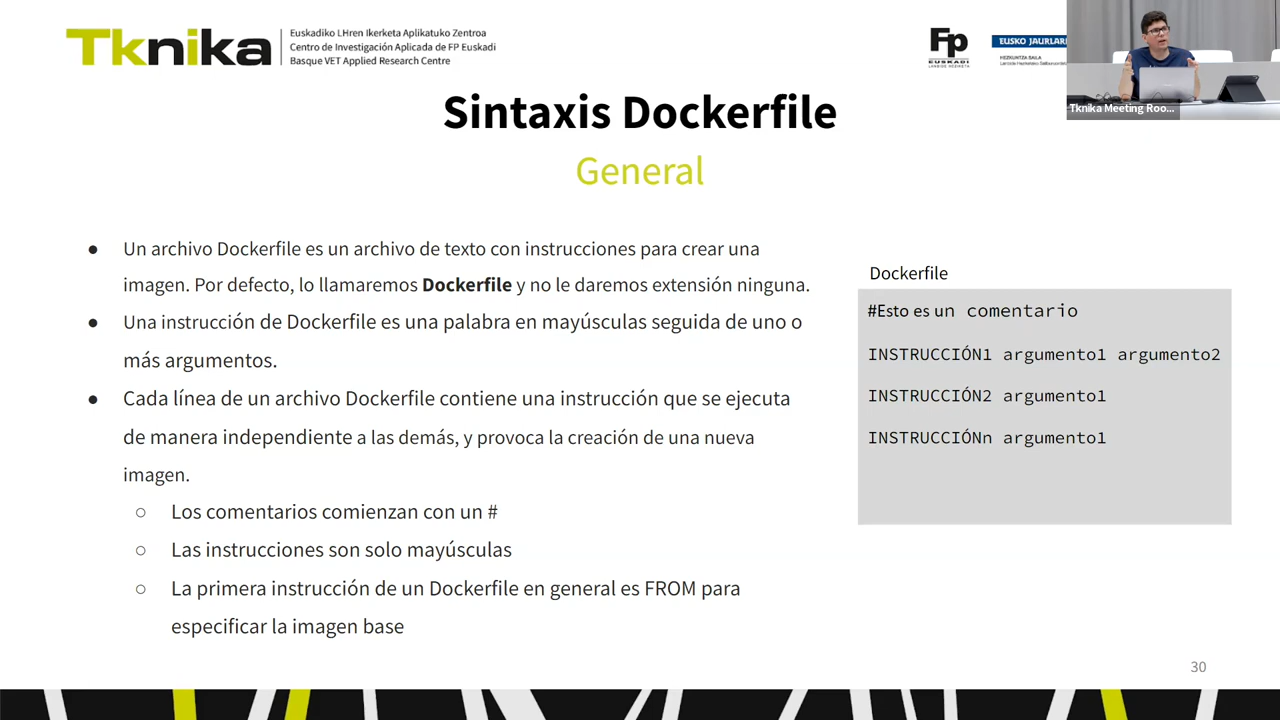 Tknika
Euskadiko LHren Ikerketa Aplikatuko Zentroa
Centro de Investigación Aplicada de FP Euskadi
Basque VET Applied Research Centre
Fp
EUSKADI
LANBIDE HEZIKETA
EUSKO JAURLAR
HEZKUNTZA SAILA
Tknika Meeting Roo...
Sintaxis Dockerfile
General
● Un archivo Dockerfile es un archivo de texto con instrucciones para crear una
imagen. Por defecto, lo llamaremos Dockerfile y no le daremos extensión ninguna.
● Una instrucción de Dockerfile es una palabra en mayúsculas seguida de uno o
más argumentos.
● Cada línea de un archivo Dockerfile contiene una instrucción que se ejecuta
de manera independiente a las demás, y provoca la creación de una nueva
imagen.
○ Los comentarios comienzan con un #
○ Las instrucciones son solo mayúsculas
○ La primera instrucción de un Dockerfile en general es FROM para
especificar la imagen base
Dockerfile
#Esto es un comentario
INSTRUCCIÓN1 argumento1 argumento2
INSTRUCCIÓN2 argumento1
INSTRUCCIÓNn argumento1
30